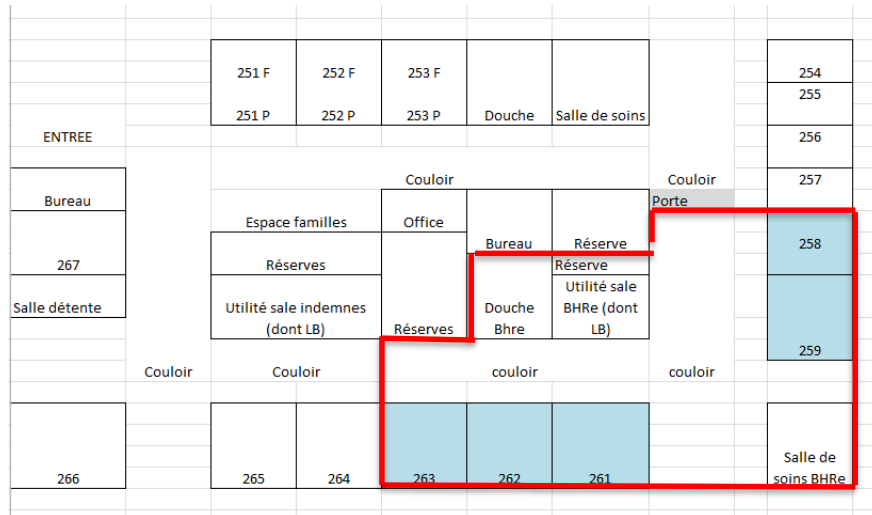 251 F 252 F 253 F 254
255
251 P 252 P 253 P Douche Salle de soins
ENTREE 256
Couloir Couloir 257
Bureau Porte
Espace familles Office
Bureau Réserve 258
267 Réserves Réserve
Salle détente Utilité sale indemnes Douche Utilité sale
(dont LB) Réserves Bhre BHRe (dont
LB)
259
Couloir Couloir couloir couloir
Salle de
266 265 264 263 262 261 soins BHRe